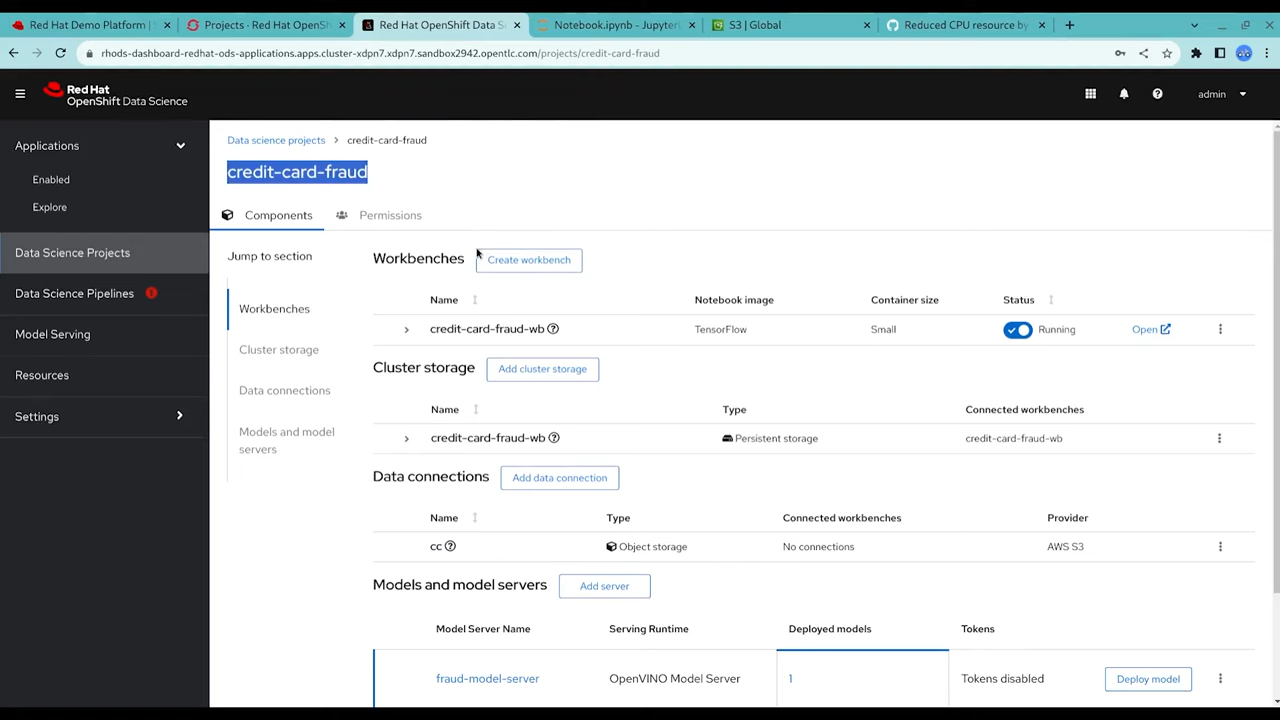 Red Hat Demo Platform |
Projects · Red Hat OpenSh
Red Hat OpenShift Data S
Notebook.ipynb - Jupyter
S3 | Global
Reduced CPU resource by
rhods-dashboard-redhat-ods-applications.apps.cluster-xdpn7.xdpn7.sandbox2942.opentlc.com/projects/credit-card-fraud
Red Hat
OpenShift Data Science
admin
Applications
Enabled
Explore
Data Science Projects
Data Science Pipelines
Model Serving
Resources
Settings
Data science projects > credit-card-fraud
credit-card-fraud
Components
Permissions
Jump to section
Workbenches
Cluster storage
Data connections
Models and model
servers
Workbenches Create workbench
Name Notebook image Container size Status
credit-card-fraud-wb TensorFlow Small Running Open
Cluster storage Add cluster storage
Name Type Connected workbenches
credit-card-fraud-wb Persistent storage credit-card-fraud-wb
Data connections Add data connection
Name Type Connected workbenches Provider
cc Object storage No connections AWS S3
Models and model servers Add server
Model Server Name Serving Runtime Deployed models Tokens
fraud-model-server OpenVINO Model Server 1 Tokens disabled Deploy model